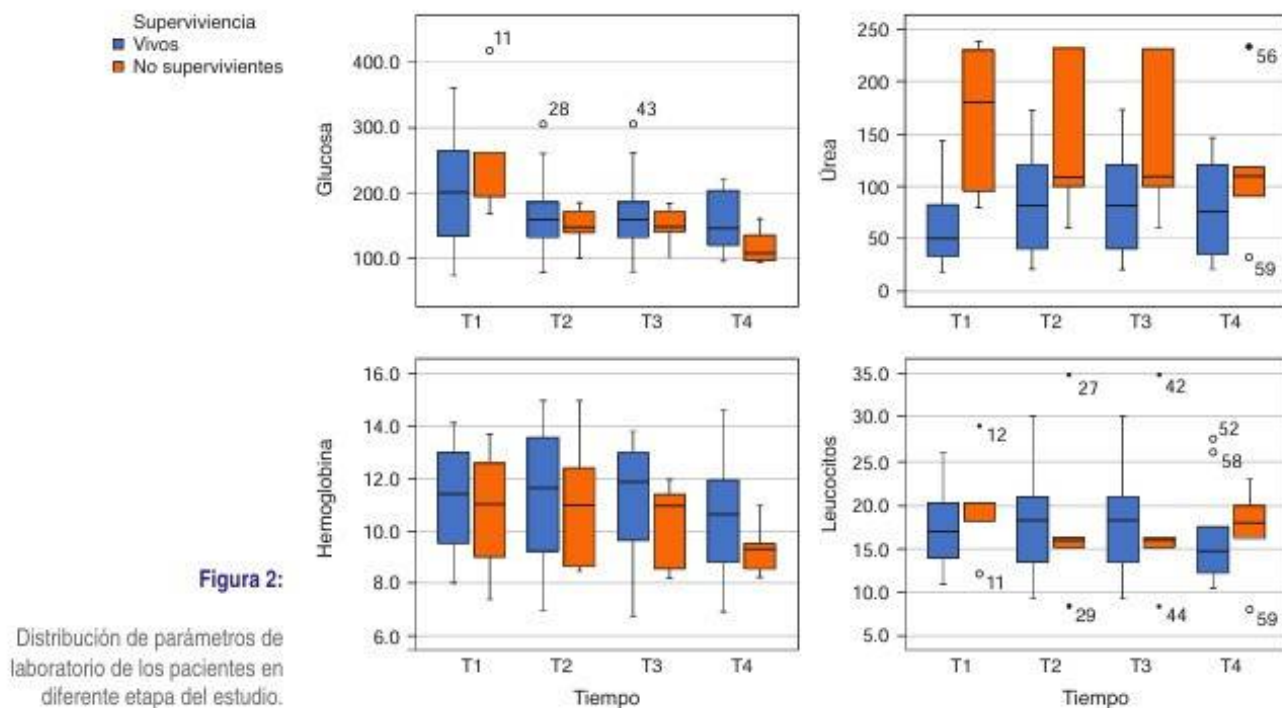 Superviviencia
Vivos
No supervivientes
Glucosa
400.0
300.0
200.0
100.0
11
28
43
T1 T2 T3 T4
Úrea
250
200
150
100
50
0
56
59
T1 T2 T3 T4
Hemoglobina
16.0
14.0
12.0
10.0
8.0
6.0
T1 T2 T3 T4
Tiempo
Leucocitos
35.0
30.0
25.0
20.0
15.0
10.0
5.0
12
11
27
29
42
44
52
58
59
T1 T2 T3 T4
Tiempo
Figura 2:
Distribución de parámetros de
laboratorio de los pacientes en
diferente etapa del estudio.